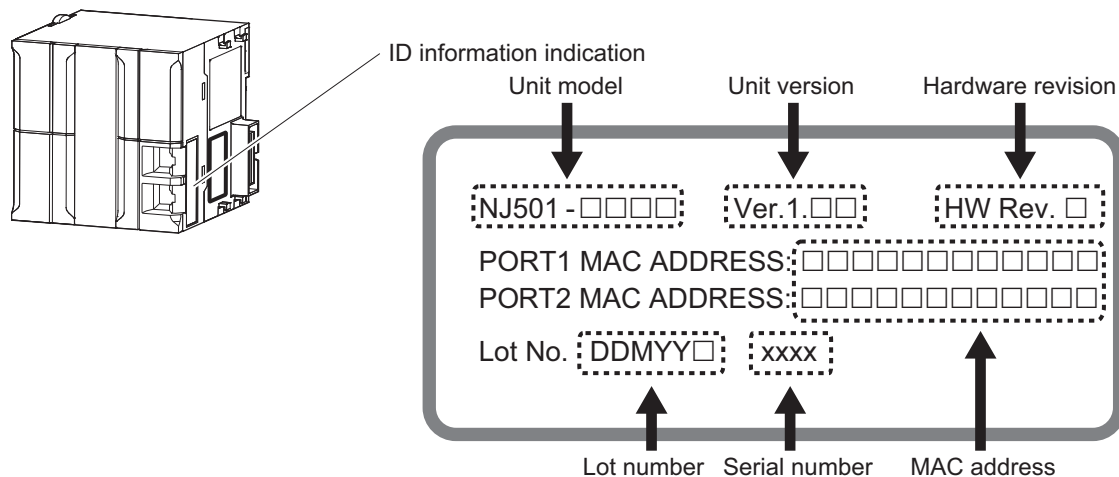 ID information indication
Unit model Unit version Hardware revision
NJ501-□□□□ Ver.1.□□ HW Rev. □
PORT1 MAC ADDRESS: □□□□□□□□□□□□
PORT2 MAC ADDRESS: □□□□□□□□□□□□
Lot No. DDMYY□ xxxx
Lot number Serial number MAC address